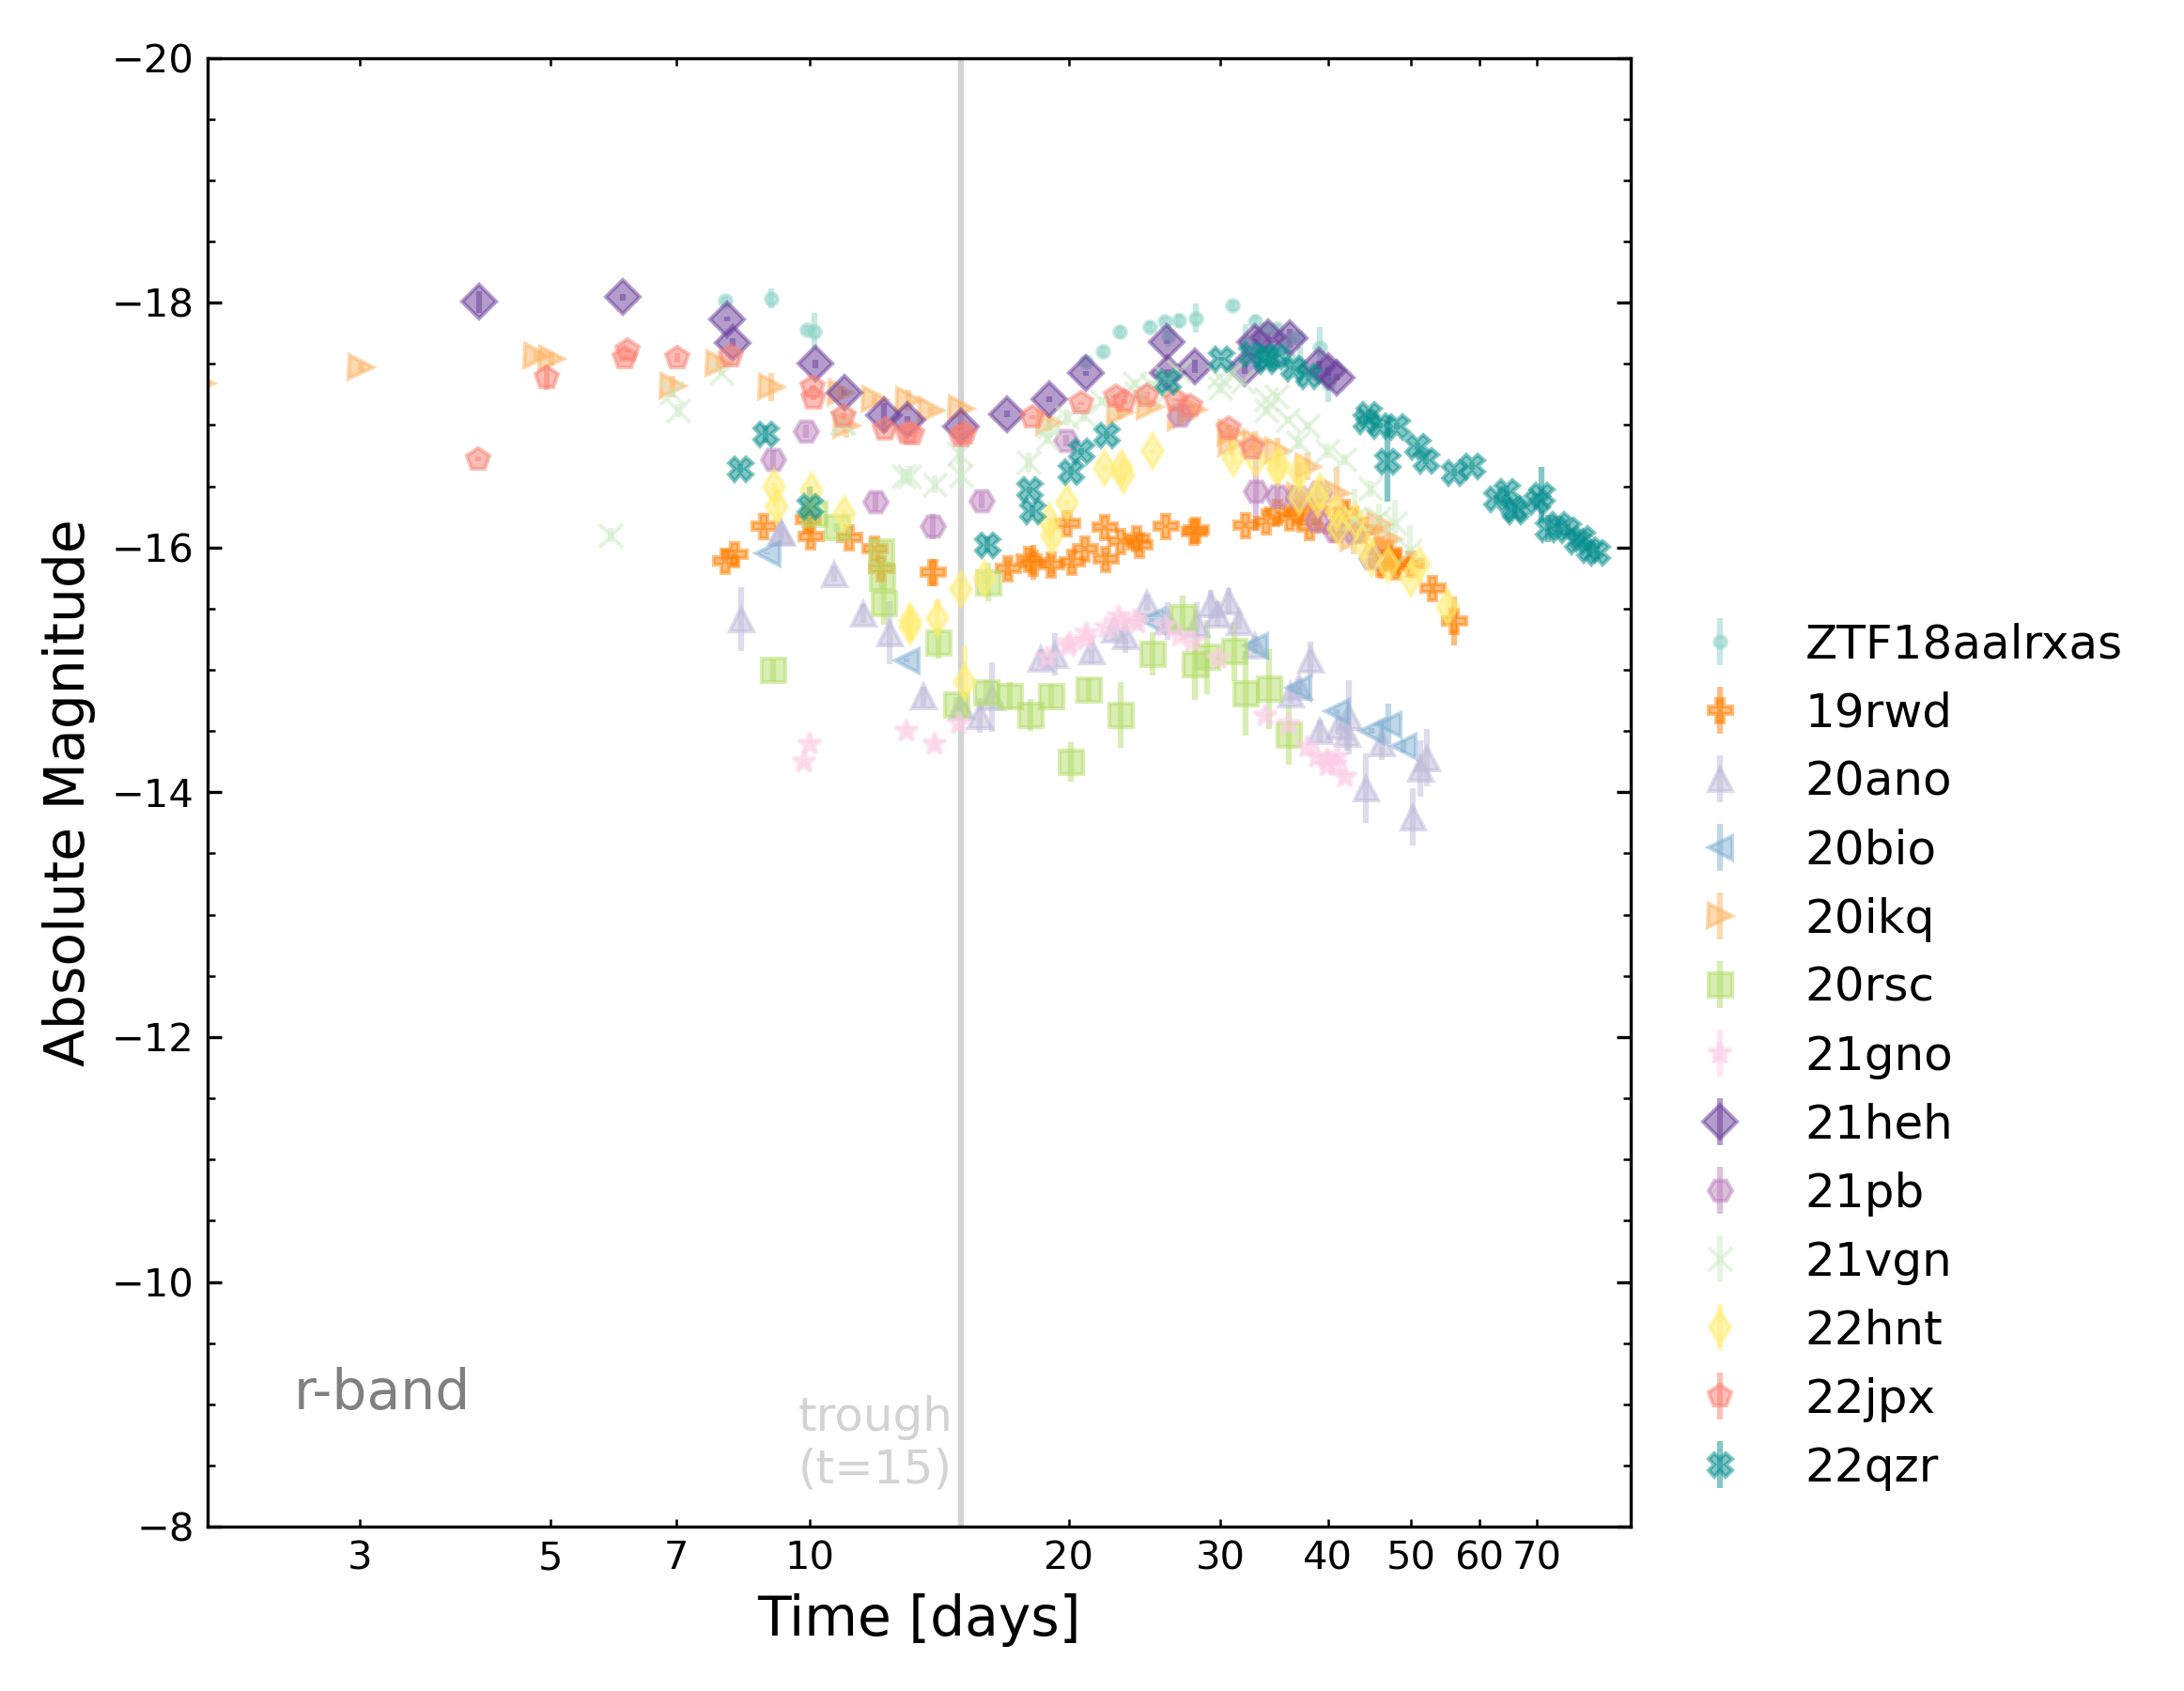 −20
−18
−16
−14
−12
−10
−8
Absolute Magnitude
r-band
trough
(t=15)
3 5 7 10 20 30 40 50 60 70
Time [days]
ZTF18aalrxas
19rwd
20ano
20bio
20ikq
20rsc
21gno
21heh
21pb
21vgn
22hnt
22jpx
22qzr